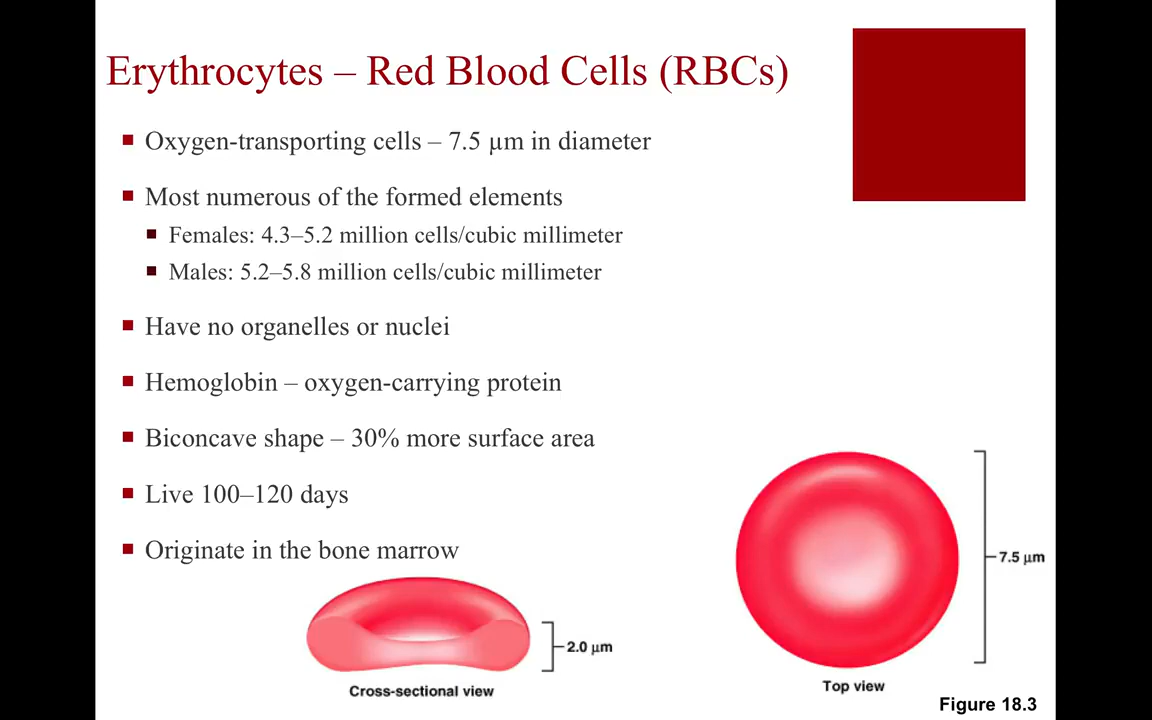 Erythrocytes – Red Blood Cells (RBCs)
Oxygen-transporting cells – 7.5 µm in diameter
Most numerous of the formed elements
Females: 4.3–5.2 million cells/cubic millimeter
Males: 5.2–5.8 million cells/cubic millimeter
Have no organelles or nuclei
Hemoglobin – oxygen-carrying protein
Biconcave shape – 30% more surface area
Live 100–120 days
Originate in the bone marrow
2.0 µm
Cross-sectional view
7.5 µm
Top view
Figure 18.3